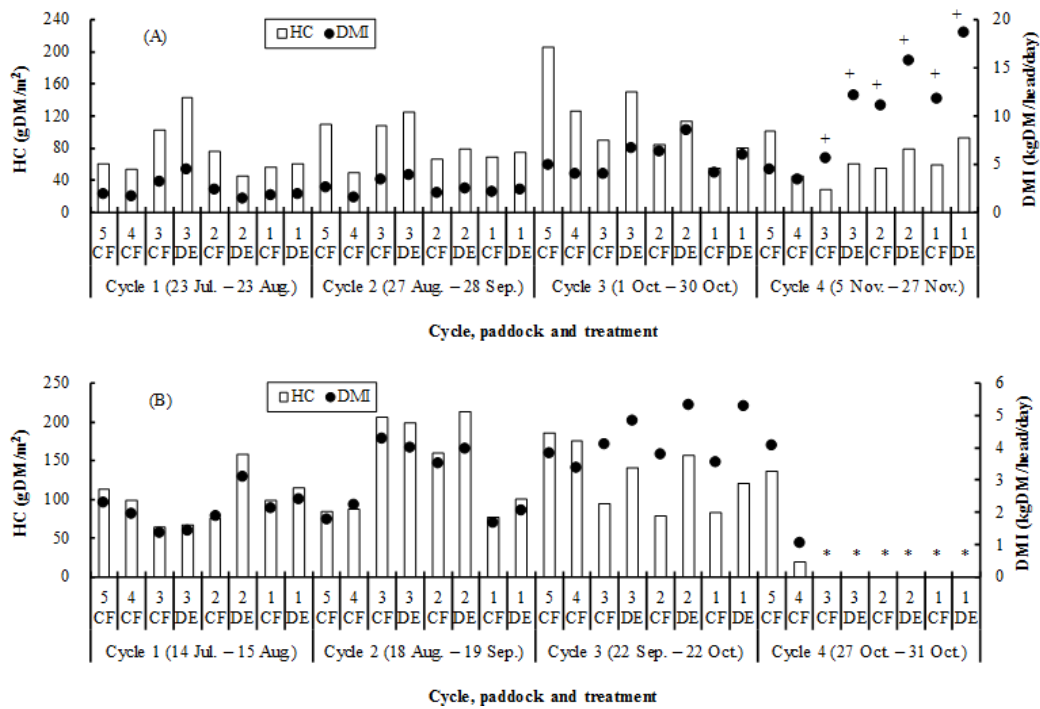 (A)
HC DMI
HC (gDM/m²)
240
200
160
120
80
40
0
DMI (kgDM/head/day)
20
15
10
5
0
+ + + + + +
5 4 3 3 2 2 1 1 5 4 3 3 2 2 1 1 5 4 3 3 2 2 1 1 5 4 3 3 2 2 1 1
CF CF CF DE CF DE CF DE CF CF CF DE CF DE CF DE CF CF CF DE CF DE CF DE CF CF CF DE CF DE CF DE
Cycle 1 (23 Jul. – 23 Aug.) Cycle 2 (27 Aug. – 28 Sep.) Cycle 3 (1 Oct. – 30 Oct.) Cycle 4 (5 Nov. – 27 Nov.)
Cycle, paddock and treatment
(B)
HC DMI
HC (gDM/m²)
250
200
150
100
50
0
DMI (kgDM/head/day)
6
5
4
3
2
1
0
* * * * * *
5 4 3 3 2 2 1 1 5 4 3 3 2 2 1 1 5 4 3 3 2 2 1 1 5 4 3 3 2 2 1 1
CF CF CF DE CF DE CF DE CF CF CF DE CF DE CF DE CF CF CF DE CF DE CF DE CF CF CF DE CF DE CF DE
Cycle 1 (14 Jul. – 15 Aug.) Cycle 2 (18 Aug. – 19 Sep.) Cycle 3 (22 Sep. – 22 Oct.) Cycle 4 (27 Oct. – 31 Oct.)
Cycle, paddock and treatment